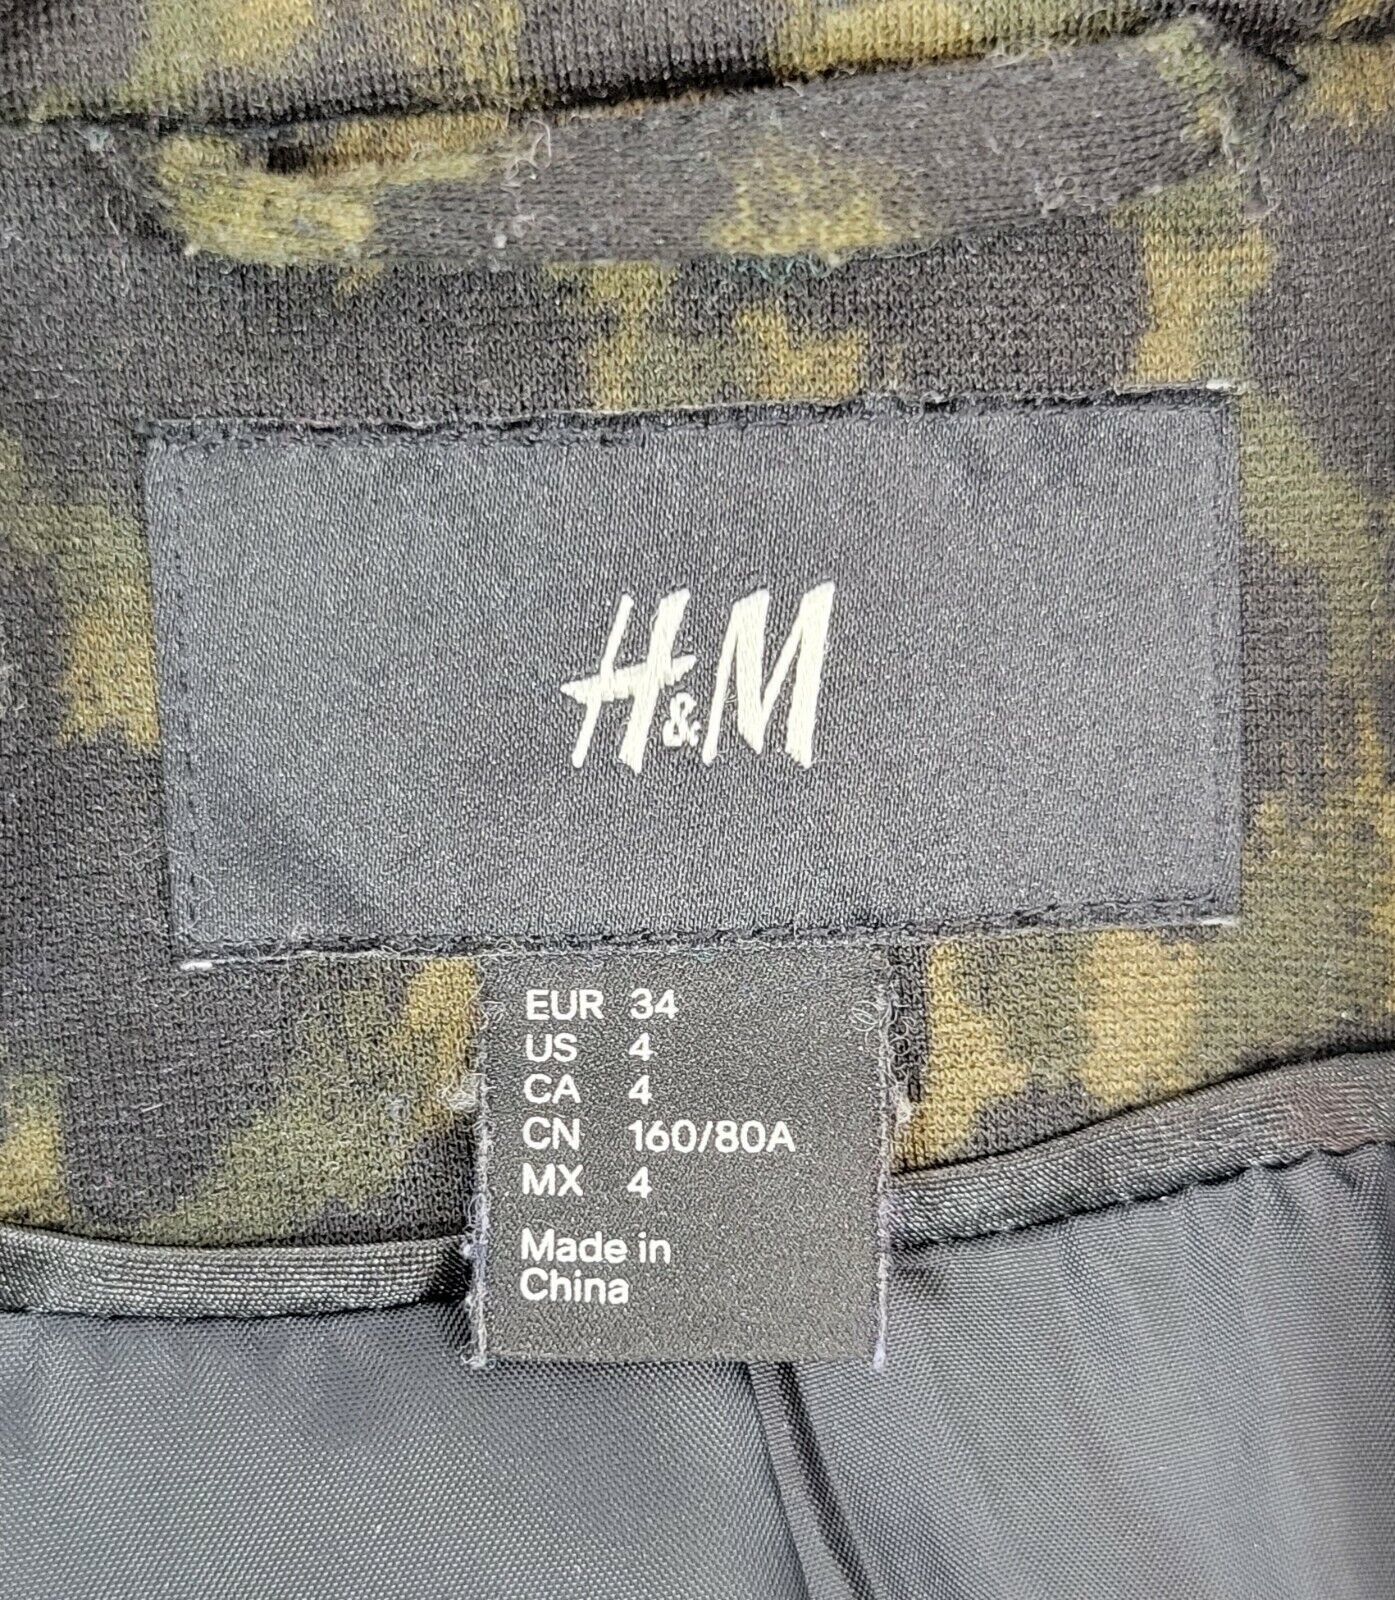 H&M
EUR 34
US 4
CA 4
CN 160/80A
MX 4
Made in
China